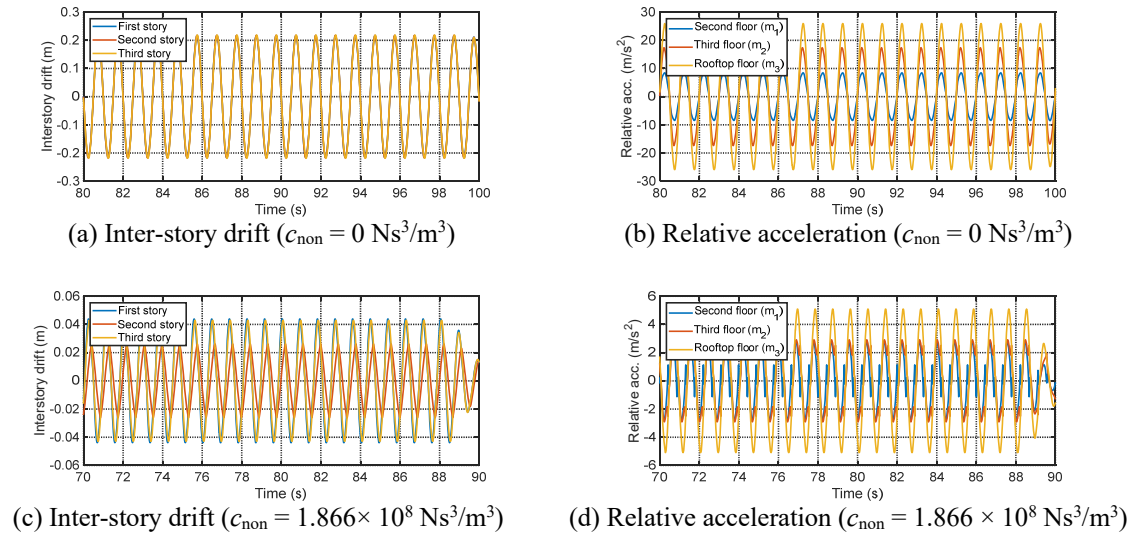 First story
Second story
Third story
Interstory drift (m)
0.3
0.2
0.1
0
-0.1
-0.2
-0.3
80 82 84 86 88 90 92 94 96 98 100
Time (s)
(a) Inter-story drift (cnon = 0 Ns³/m³)
Second floor (m1)
Third floor (m2)
Rooftop floor (m3)
Relative acc. (m/s²)
30
20
10
0
-10
-20
-30
80 82 84 86 88 90 92 94 96 98 100
Time (s)
(b) Relative acceleration (cnon = 0 Ns³/m³)
First story
Second story
Third story
Interstory drift (m)
0.06
0.04
0.02
0
-0.02
-0.04
-0.06
70 72 74 76 78 80 82 84 86 88 90
Time (s)
(c) Inter-story drift (cnon = 1.866× 10⁸ Ns³/m³)
Second floor (m1)
Third floor (m2)
Rooftop floor (m3)
Relative acc. (m/s²)
6
4
2
0
-2
-4
-6
70 72 74 76 78 80 82 84 86 88 90
Time (s)
(d) Relative acceleration (cnon = 1.866 × 10⁸ Ns³/m³)